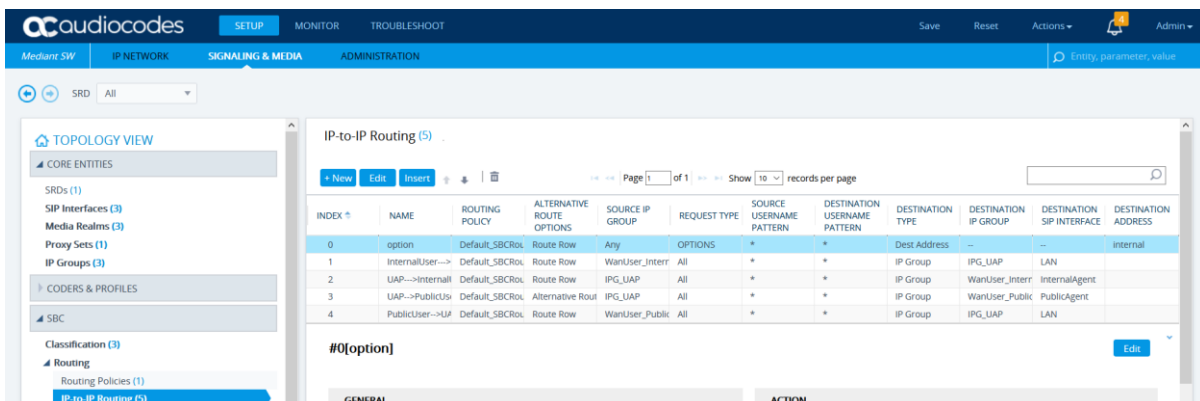 audiocodes SETUP MONITOR TROUBLESHOOT Save Reset Actions 4 Admin
Mediant SW IP NETWORK SIGNALING & MEDIA ADMINISTRATION Entity, parameter, value
SRD All
TOPOLOGY VIEW
CORE ENTITIES
SRDs (1)
SIP Interfaces (3)
Media Realms (3)
Proxy Sets (1)
IP Groups (3)
CODERS & PROFILES
SBC
Classification (3)
Routing
Routing Policies (1)
IP-to-IP Routing (5)
IP-to-IP Routing (5)
+ New Edit Insert Page 1 of 1 Show 10 records per page
INDEX NAME ROUTING POLICY ALTERNATIVE ROUTE OPTIONS SOURCE IP GROUP REQUEST TYPE SOURCE USERNAME PATTERN DESTINATION USERNAME PATTERN DESTINATION TYPE DESTINATION IP GROUP DESTINATION SIP INTERFACE DESTINATION ADDRESS
0 option Default_SBCRou Route Row Any OPTIONS * * Dest Address -- -- internal
1 InternalUser---> Default_SBCRou Route Row WanUser_Intern All * * IP Group IPG_UAP LAN
2 UAP--->InternalU Default_SBCRou Route Row IPG_UAP All * * IP Group WanUser_Intern InternalAgent
3 UAP-->PublicUs Default_SBCRou Alternative Rout IPG_UAP All * * IP Group WanUser_Public PublicAgent
4 PublicUser-->UA Default_SBCRou Route Row WanUser_Public All * * IP Group IPG_UAP LAN
#0[option] Edit
GENERAL ACTION